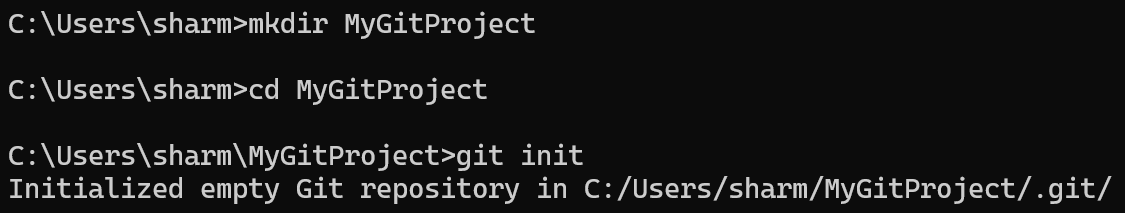 C:\Users\sharm>mkdir MyGitProject
C:\Users\sharm>cd MyGitProject
C:\Users\sharm\MyGitProject>git init
Initialized empty Git repository in C:/Users/sharm/MyGitProject/.git/